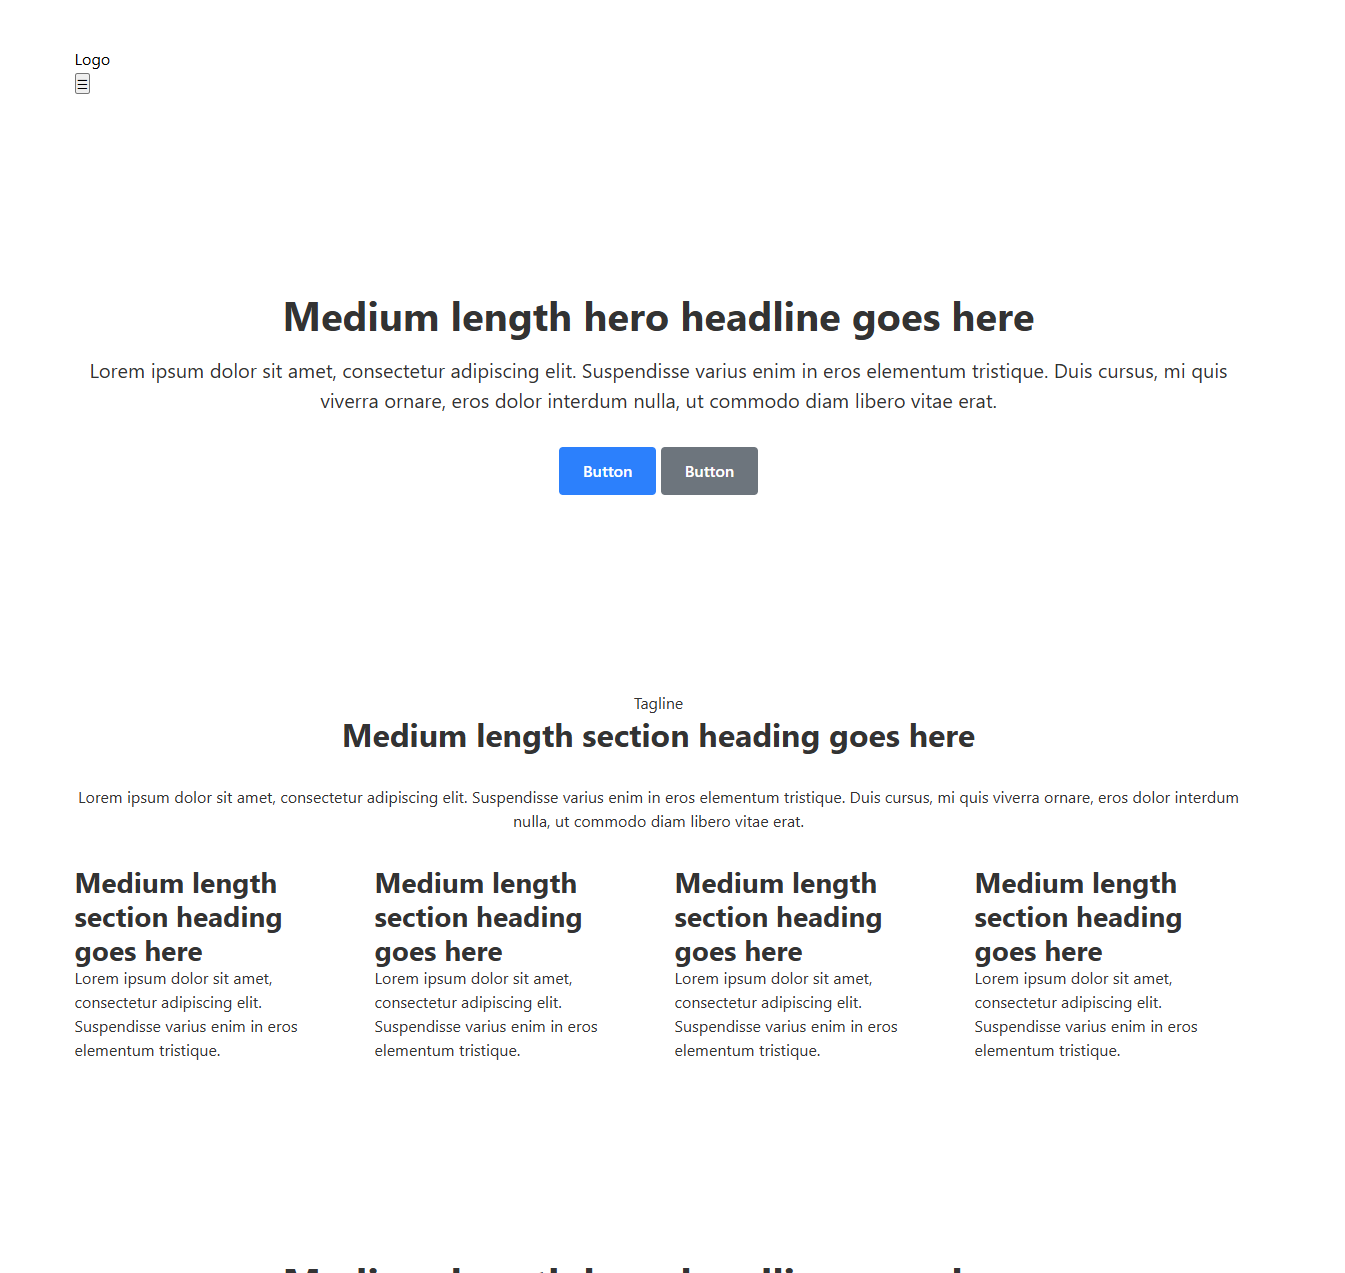 Logo
☰
Medium length hero headline goes here
Lorem ipsum dolor sit amet, consectetur adipiscing elit. Suspendisse varius enim in eros elementum tristique. Duis cursus, mi quis
viverra ornare, eros dolor interdum nulla, ut commodo diam libero vitae erat.
Button Button
Tagline
Medium length section heading goes here
Lorem ipsum dolor sit amet, consectetur adipiscing elit. Suspendisse varius enim in eros elementum tristique. Duis cursus, mi quis viverra ornare, eros dolor interdum
nulla, ut commodo diam libero vitae erat.
Medium length
section heading
goes here
Lorem ipsum dolor sit amet,
consectetur adipiscing elit.
Suspendisse varius enim in eros
elementum tristique.
Medium length
section heading
goes here
Lorem ipsum dolor sit amet,
consectetur adipiscing elit.
Suspendisse varius enim in eros
elementum tristique.
Medium length
section heading
goes here
Lorem ipsum dolor sit amet,
consectetur adipiscing elit.
Suspendisse varius enim in eros
elementum tristique.
Medium length
section heading
goes here
Lorem ipsum dolor sit amet,
consectetur adipiscing elit.
Suspendisse varius enim in eros
elementum tristique.